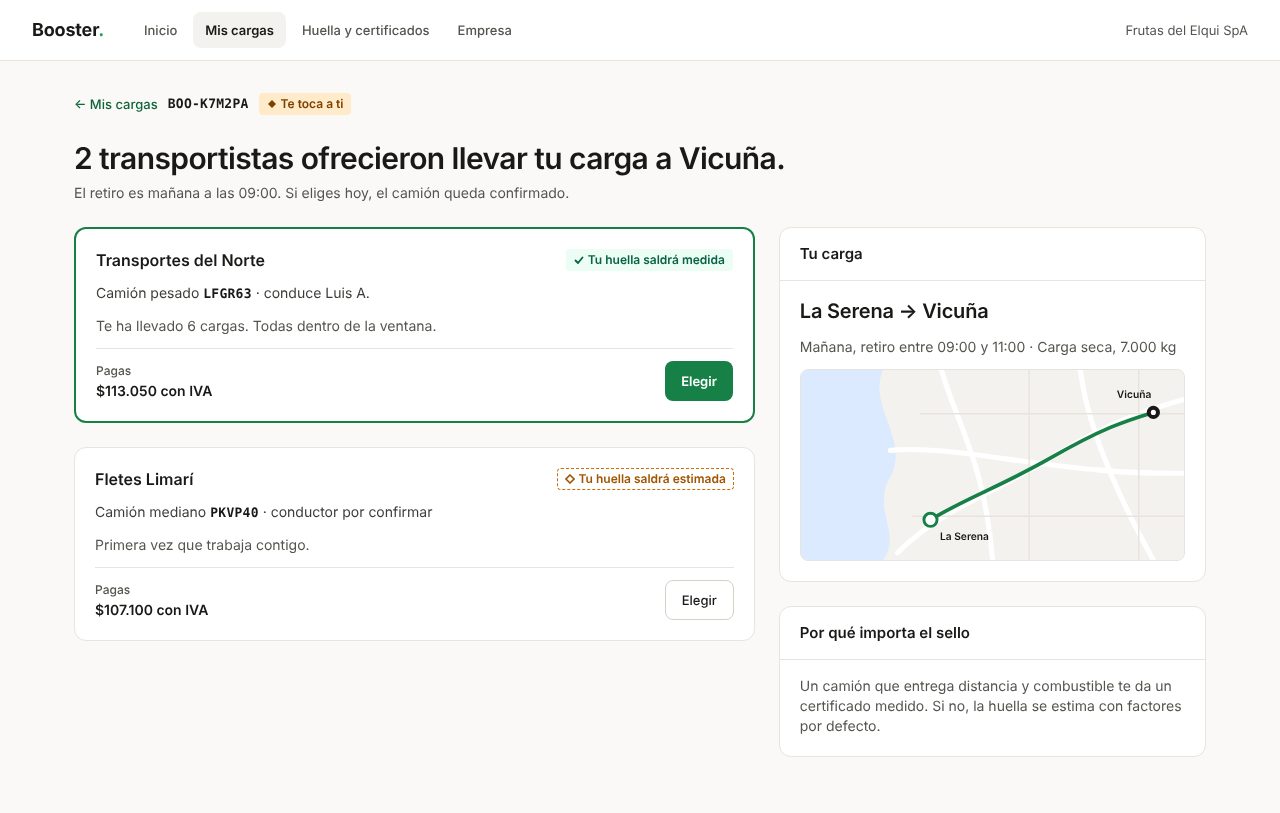 Booster.
Inicio
Mis cargas
Huella y certificados
Empresa
Frutas del Elqui SpA
← Mis cargas
BOO-K7M2PA
◆ Te toca a ti
2 transportistas ofrecieron llevar tu carga a Vicuña.
El retiro es mañana a las 09:00. Si eliges hoy, el camión queda confirmado.
Transportes del Norte
✓ Tu huella saldrá medida
Camión pesado LFGR63 · conduce Luis A.
Te ha llevado 6 cargas. Todas dentro de la ventana.
Pagas
$113.050 con IVA
Elegir
Fletes Limarí
◇ Tu huella saldrá estimada
Camión mediano PKVP40 · conductor por confirmar
Primera vez que trabaja contigo.
Pagas
$107.100 con IVA
Elegir
Tu carga
La Serena → Vicuña
Mañana, retiro entre 09:00 y 11:00 · Carga seca, 7.000 kg
Vicuña
La Serena
Por qué importa el sello
Un camión que entrega distancia y combustible te da un
certificado medido. Si no, la huella se estima con factores
por defecto.